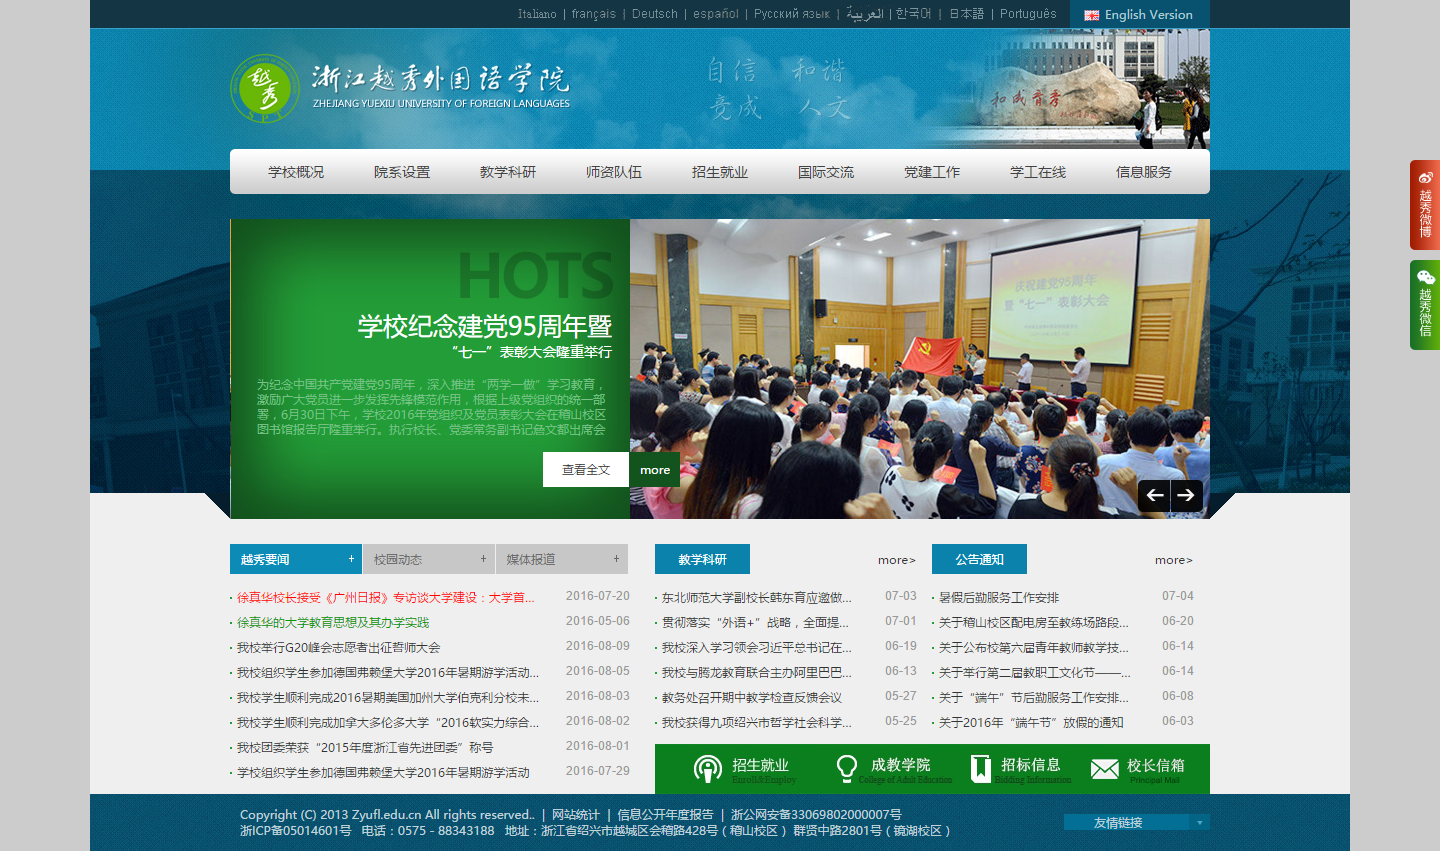 Italiano | français | Deutsch | español | Русский язык | العربية | 한국어 | 日本語 | Português
English Version
浙江越秀外国语学院
ZHEJIANG YUEXIU UNIVERSITY OF FOREIGN LANGUAGES
越秀
自信 和谐
竞成 人文
学校概况 院系设置 教学科研 师资队伍 招生就业 国际交流 党建工作 学工在线 信息服务
越秀微博
越秀微信
HOTS
学校纪念建党95周年暨
“七一”表彰大会隆重举行
为纪念中国共产党建党95周年，深入推进“两学一做”学习教育，
激励广大党员进一步发挥先锋模范作用，根据上级党组织的统一部
署，6月30日下午，学校2016年党组织及党员表彰大会在稽山校区
图书馆报告厅隆重举行。执行校长、党委常务副书记
查看全文 more
庆祝建党95周年
暨“七一”表彰大会
越秀要闻 + 校园动态 + 媒体报道 +
徐真华校长接受《广州日报》专访谈大学建设：大学首... 2016-07-20
徐真华的大学教育思想及其办学实践 2016-05-06
我校举行G20峰会志愿者出征誓师大会 2016-08-09
我校组织学生参加德国弗赖堡大学2016年暑期游学活动... 2016-08-05
我校学生顺利完成2016暑期美国加州大学伯克利分校未... 2016-08-03
我校学生顺利完成加拿大多伦多大学“2016软实力综合... 2016-08-02
我校团委荣获“2015年度浙江省先进团委”称号 2016-08-01
学校组织学生参加德国弗赖堡大学2016年暑期游学活动 2016-07-29
教学科研 more>
东北师范大学副校长韩东育应邀做... 07-03
贯彻落实“外语+”战略，全面提... 07-01
我校深入学习领会习近平总书记在... 06-19
我校与腾龙教育联合主办阿里巴巴... 06-13
教务处召开期中教学检查反馈会议 05-27
我校获得九项绍兴市哲学社会科学... 05-25
公告通知 more>
暑假后勤服务工作安排 07-04
关于稽山校区配电房至教练场路段... 06-20
关于公布校第六届青年教师教学技... 06-14
关于举行第二届教职工文化节——... 06-14
关于“端午”节后勤服务工作安排... 06-08
关于2016年“端午节”放假的通知 06-03
招生就业 成教学院 招标信息 校长信箱
Enroll&Employ College of Adult Education Bidding Information Principal Mail
Copyright (C) 2013 Zyufl.edu.cn All rights reserved.. | 网站统计 | 信息公开年度报告 | 浙公网安备33069802000007号
浙ICP备05014601号 电话：0575 - 88343188 地址：浙江省绍兴市越城区会稽路428号（稽山校区）群贤中路2801号（镜湖校区）
友情链接